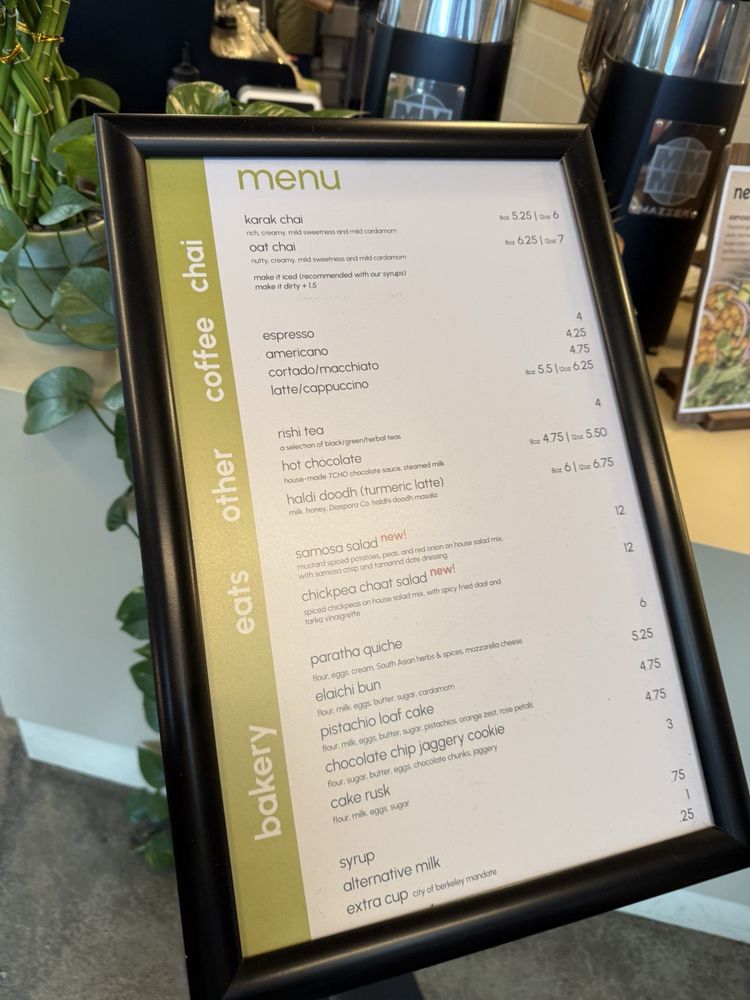 menu
chai
karak chai 8oz 5.25 | 12oz 6
rich, creamy, mild sweetness and mild cardamom
oat chai 8oz 6.25 | 12oz 7
nutty, creamy, mild sweetness and mild cardamom
make it iced (recommended with our syrups)
make it dirty + 1.5
coffee
espresso 4
americano 4.25
cortado/macchiato 4.75
latte/cappuccino 8oz 5.5 | 12oz 6.25
other
rishi tea 4
a selection of black/green/herbal teas
hot chocolate 8oz 4.75 | 12oz 5.50
house-made TCHO chocolate sauce, steamed milk
haldi doodh (turmeric latte) 8oz 6 | 12oz 6.75
milk, honey, Diaspora Co. haldhi doodh masala
eats
samosa salad new! 12
mustard spiced potatoes, peas, and red onion on house salad mix,
with samosa crisp and tamarind date dressing
chickpea chaat salad new! 12
spiced chickpeas on house salad mix, with spicy fried daal and
tarka vinaigrette
bakery
paratha quiche 6
flour, eggs, cream, South Asian herbs & spices, mozzarella cheese
elaichi bun 5.25
flour, milk, eggs, butter, sugar, cardamom
pistachio loaf cake 4.75
flour, milk, eggs, butter, sugar, pistachios, orange zest, rose petals
chocolate chip jaggery cookie 4.75
flour, sugar, butter, eggs, chocolate chunks, jaggery
cake rusk 3
flour, milk, eggs, sugar
syrup .75
alternative milk 1
extra cup city of berkeley mandate .25
MAZZER
ne
samosa